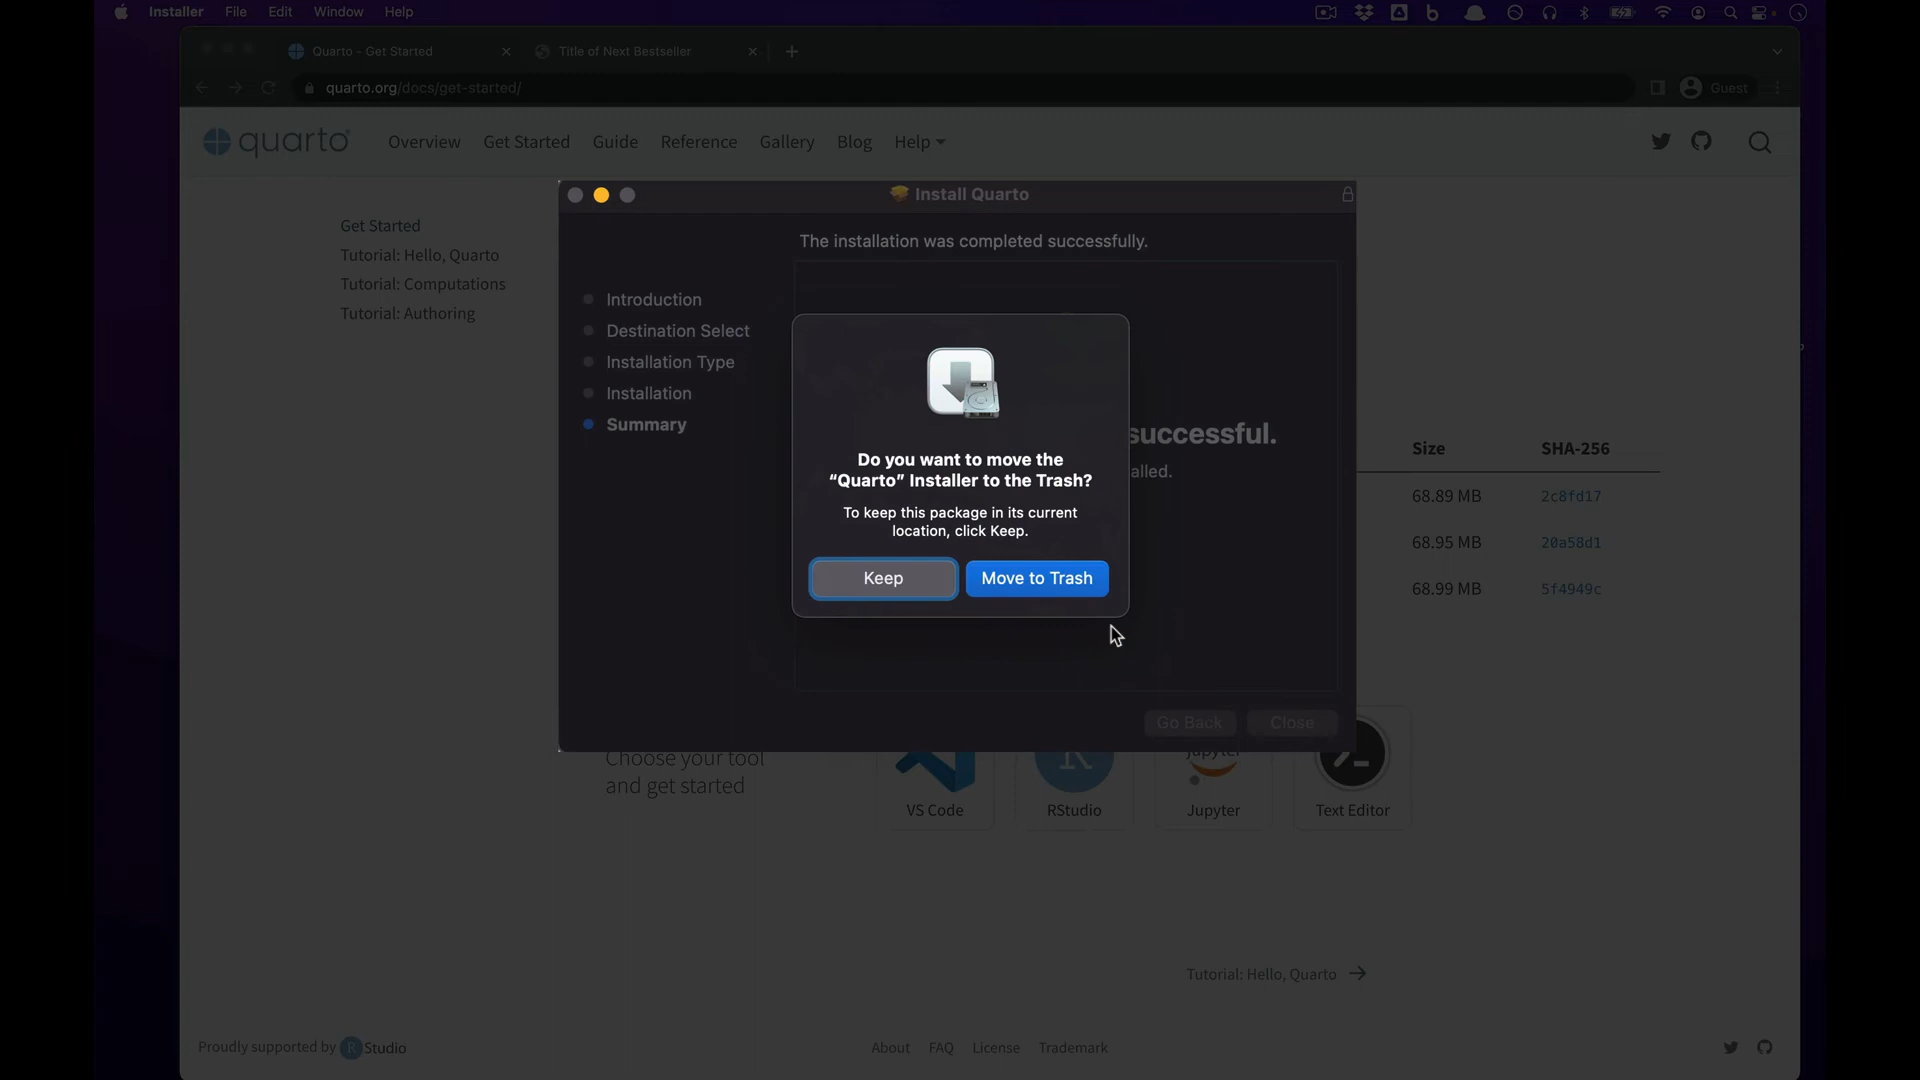 Installer File Edit Window Help
Quarto - Get Started
Title of Next Bestseller
quarto.org/docs/get-started/
Guest
quarto
Overview Get Started Guide Reference Gallery Blog Help
Install Quarto
Get Started
Tutorial: Hello, Quarto
Tutorial: Computations
Tutorial: Authoring
The installation was completed successfully.
Introduction
Destination Select
Installation Type
Installation
Summary
successful.
alled.
Do you want to move the
“Quarto” Installer to the Trash?
To keep this package in its current
location, click Keep.
Keep
Move to Trash
Go Back
Close
Size SHA-256
68.89 MB 2c8fd17
68.95 MB 20a58d1
68.99 MB 5f4949c
Choose your tool
and get started
VS Code
RStudio
Jupyter
Text Editor
Tutorial: Hello, Quarto
Proudly supported by R Studio
About FAQ License Trademark